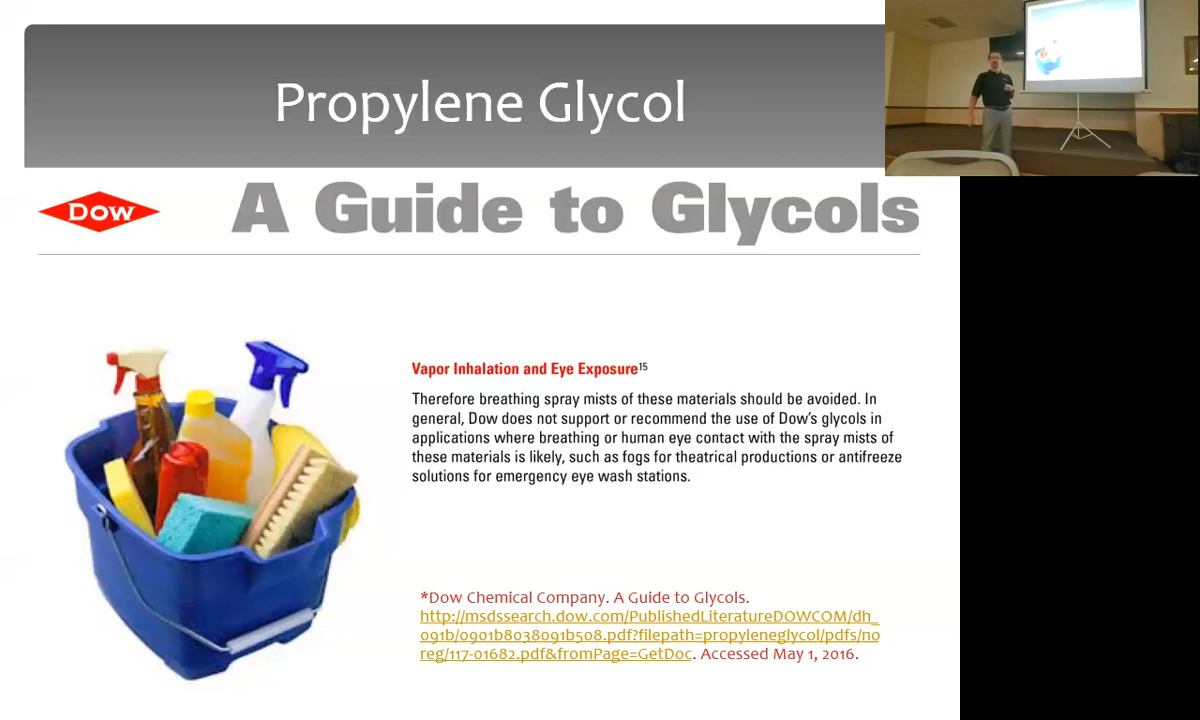 Propylene Glycol
DOW
A Guide to Glycols
Vapor Inhalation and Eye Exposure15
Therefore breathing spray mists of these materials should be avoided. In
general, Dow does not support or recommend the use of Dow's glycols in
applications where breathing or human eye contact with the spray mists of
these materials is likely, such as fogs for theatrical productions or antifreeze
solutions for emergency eye wash stations.
*Dow Chemical Company. A Guide to Glycols.
http://msdssearch.dow.com/PublishedLiteratureDOWCOM/dh_
091b/0901b8038091b508.pdf?filepath=propyleneglycol/pdfs/no
reg/117-01682.pdf&fromPage=GetDoc. Accessed May 1, 2016.